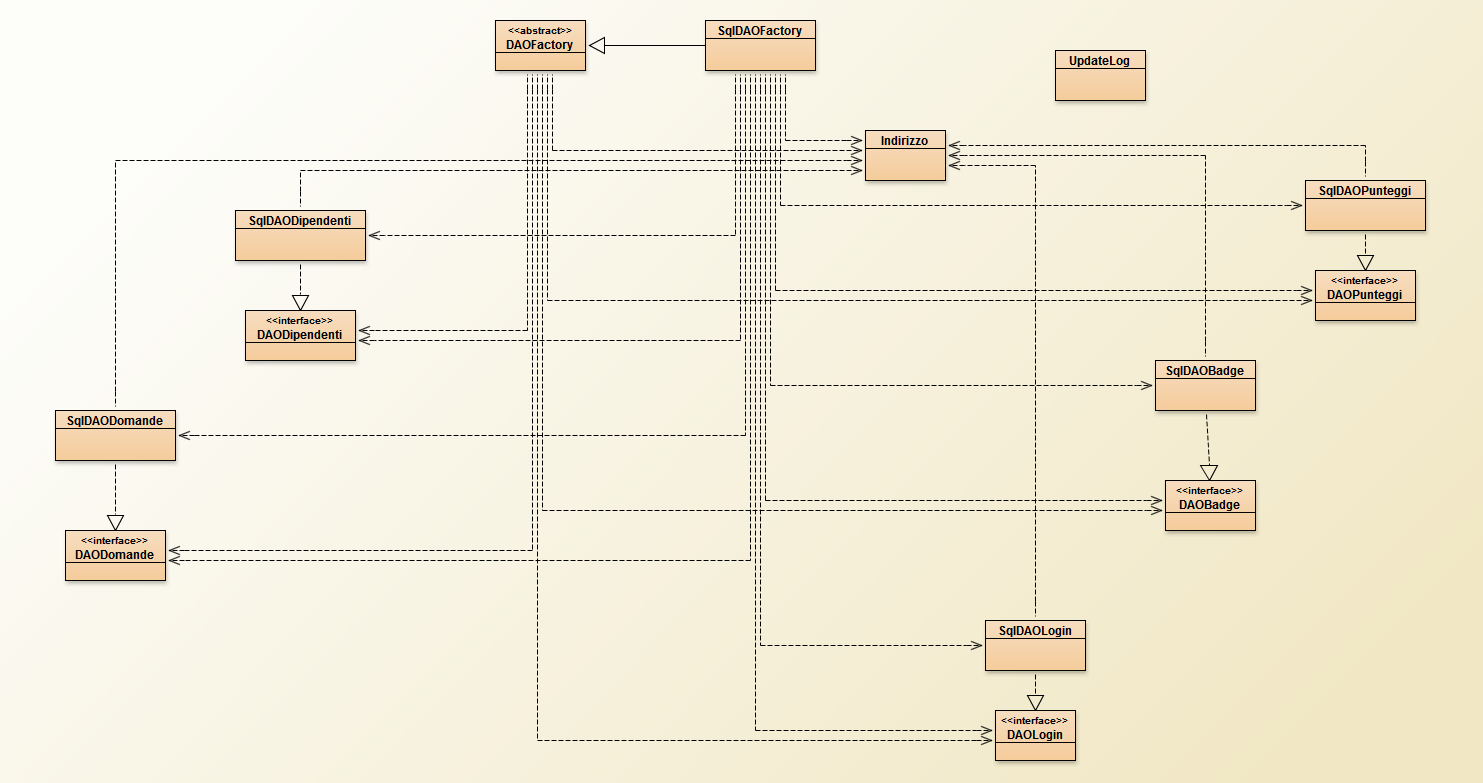 <<abstract>>
DAOFactory
SqlDAOFactory
UpdateLog
Indirizzo
SqlDAOPunteggi
SqlDAODipendenti
<<interface>>
DAOPunteggi
<<interface>>
DAODipendenti
SqlDAOBadge
SqlDAODomande
<<interface>>
DAOBadge
<<interface>>
DAODomande
SqlDAOLogin
<<interface>>
DAOLogin